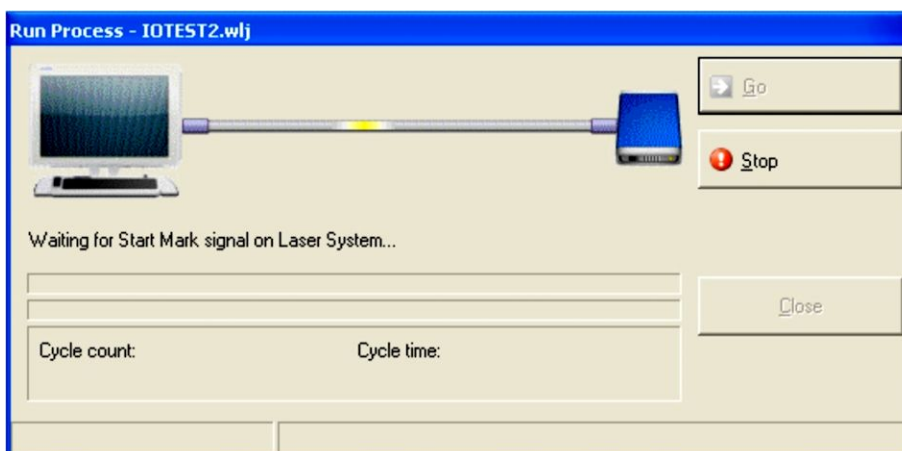 Run Process - IOTEST2.wlj
Go
Stop
Waiting for Start Mark signal on Laser System...
Close
Cycle count: Cycle time: